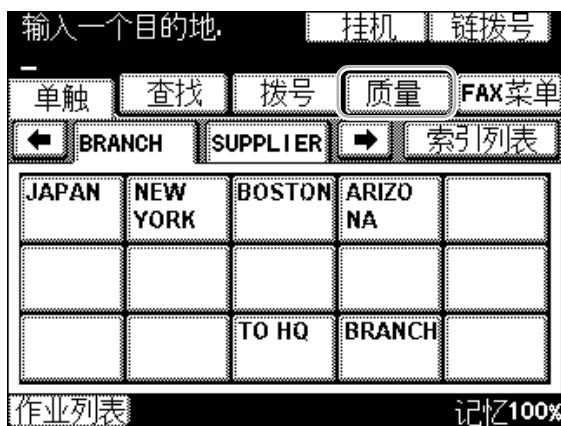 输入一个目的地. 挂机 链拨号
单触 查找 拨号 质量 FAX菜单
← BRANCH SUPPLIER → 索引列表
JAPAN NEW BOSTON ARIZO
YORK NA
TO HQ BRANCH
作业列表 记忆100%